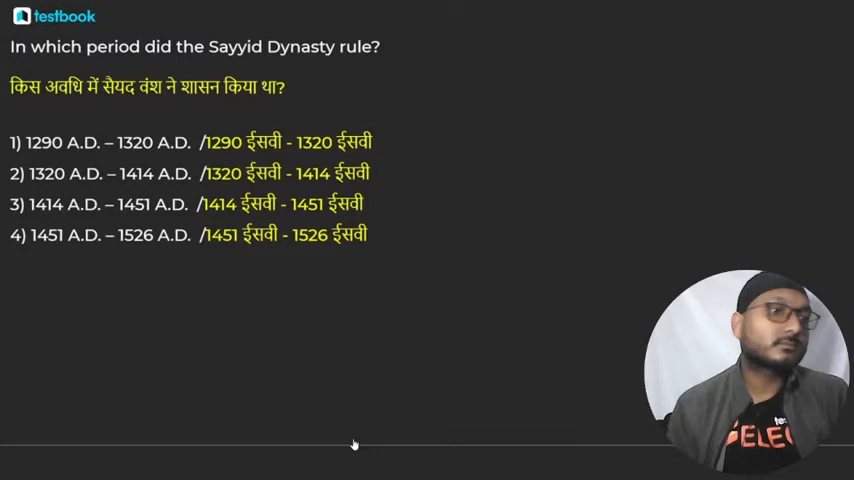 testbook
In which period did the Sayyid Dynasty rule?
किस अवधि में सैयद वंश ने शासन किया था?
1) 1290 A.D. – 1320 A.D. /1290 ईसवी - 1320 ईसवी
2) 1320 A.D. – 1414 A.D. /1320 ईसवी - 1414 ईसवी
3) 1414 A.D. – 1451 A.D. /1414 ईसवी - 1451 ईसवी
4) 1451 A.D. – 1526 A.D. /1451 ईसवी - 1526 ईसवी